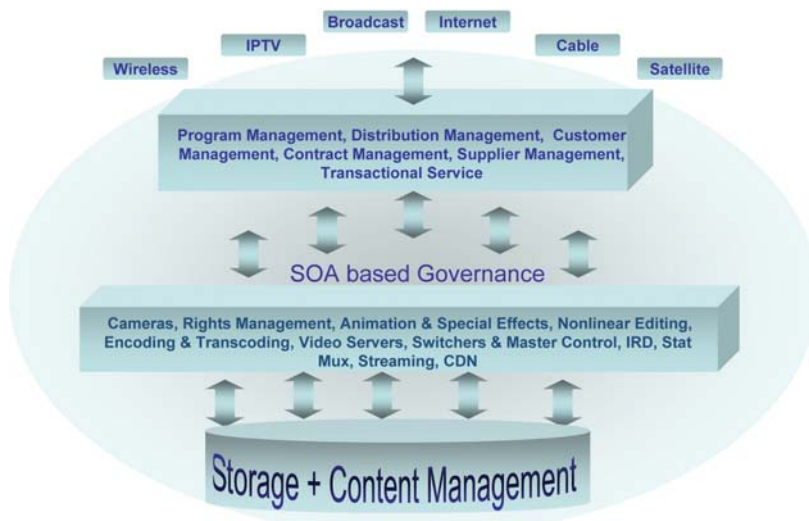 Broadcast
Internet
IPTV
Cable
Wireless
Satellite
Program Management, Distribution Management, Customer
Management, Contract Management, Supplier Management,
Transactional Service
SOA based Governance
Cameras, Rights Management, Animation & Special Effects, Nonlinear Editing,
Encoding & Transcoding, Video Servers, Switchers & Master Control, IRD, Stat
Mux, Streaming, CDN
Storage + Content Management